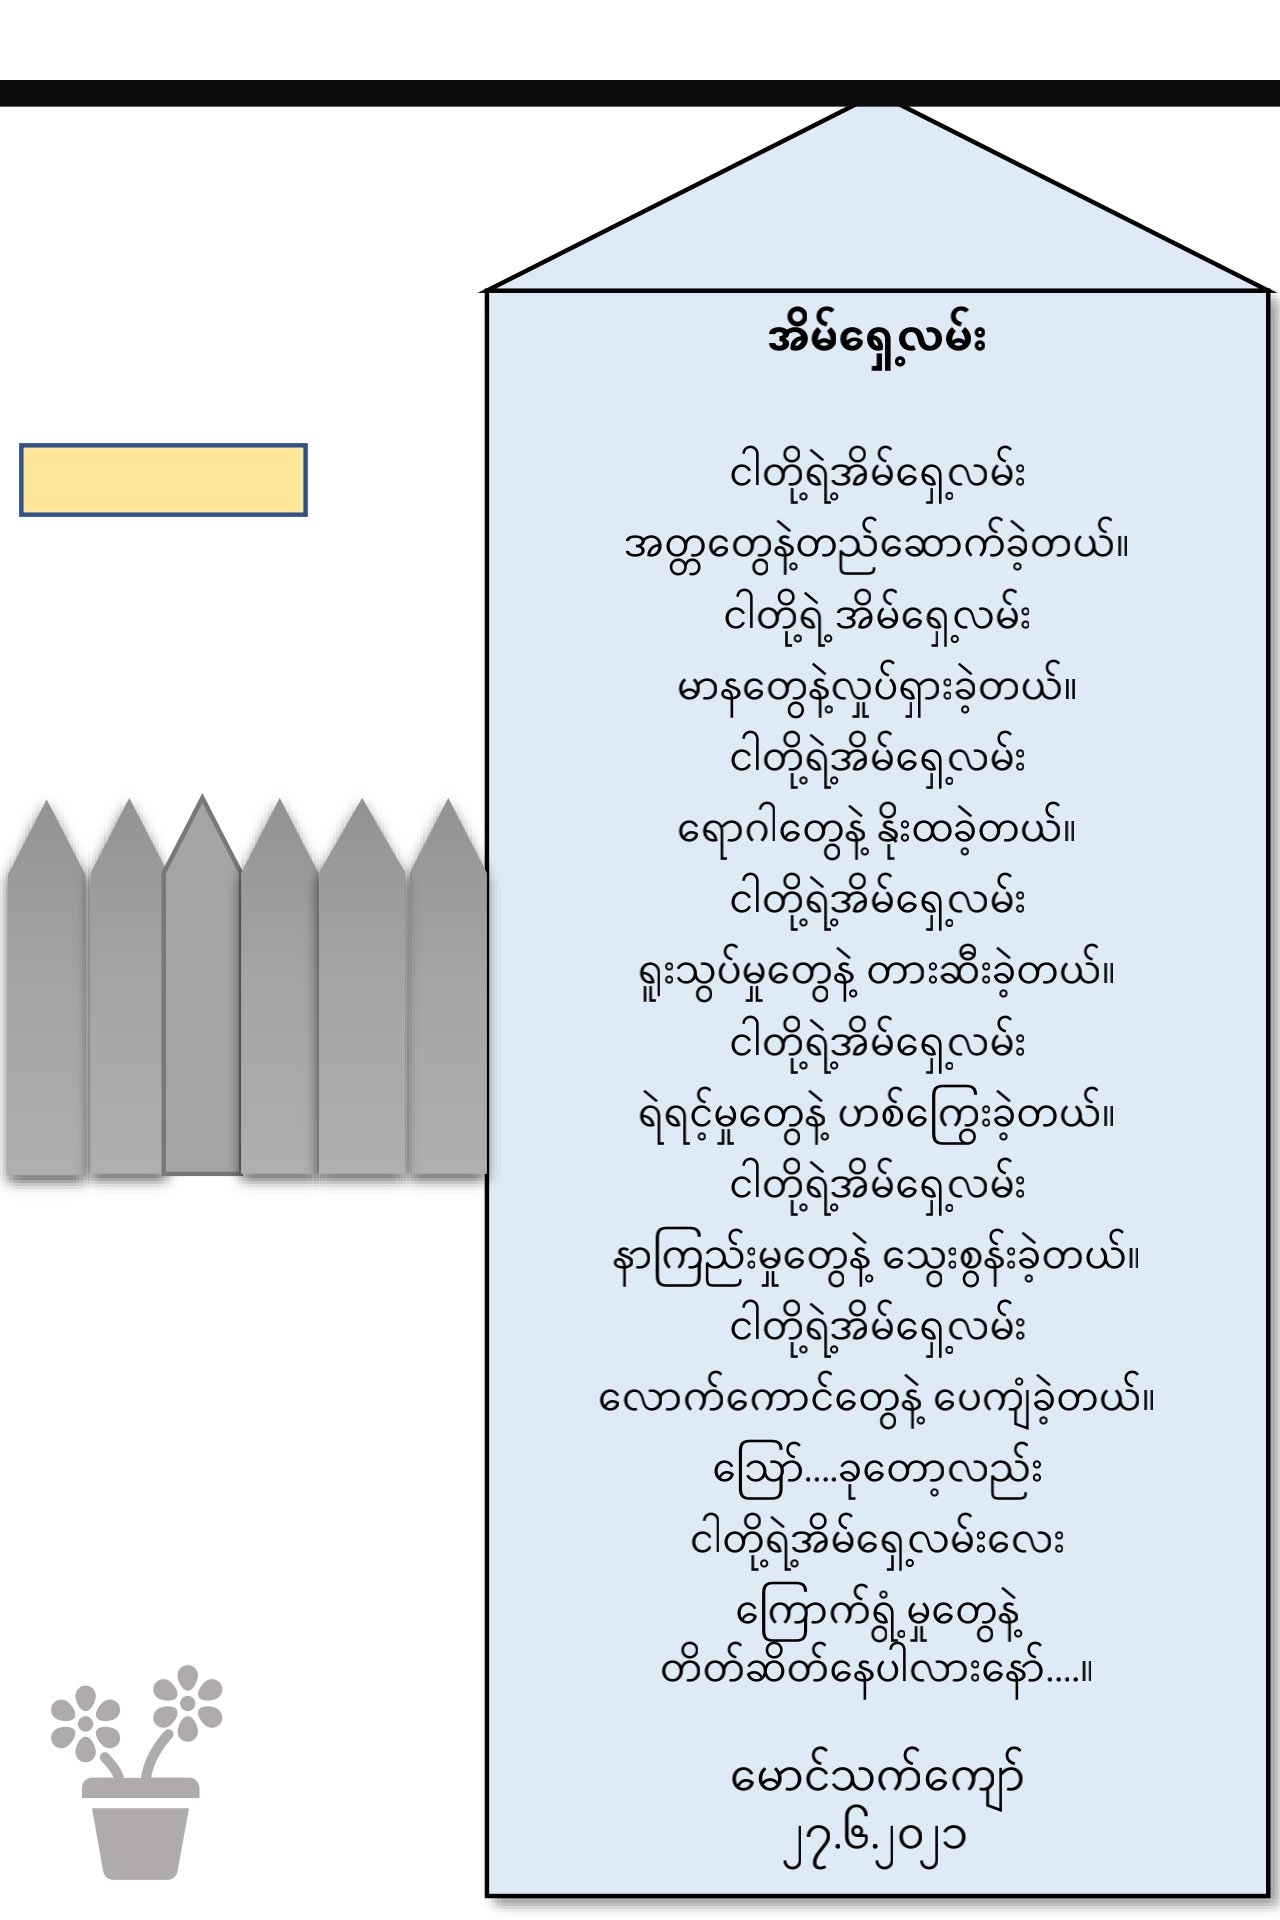 အိမ်ရှေ့လမ်း
ငါတို့ရဲ့အိမ်ရှေ့လမ်း
အတ္တတွေနဲ့တည်ဆောက်ခဲ့တယ်။
ငါတို့ရဲ့ အိမ်ရှေ့လမ်း
မာနတွေနဲ့လှုပ်ရှားခဲ့တယ်။
ငါတို့ရဲ့အိမ်ရှေ့လမ်း
ရောဂါတွေနဲ့ နိုးထခဲ့တယ်။
ငါတို့ရဲ့အိမ်ရှေ့လမ်း
ရူးသွပ်မှုတွေနဲ့ တားဆီးခဲ့တယ်။
ငါတို့ရဲ့အိမ်ရှေ့လမ်း
ရဲရင့်မှုတွေနဲ့ ဟစ်ကြွေးခဲ့တယ်။
ငါတို့ရဲ့အိမ်ရှေ့လမ်း
နာကြည်းမှုတွေနဲ့ သွေးစွန်းခဲ့တယ်။
ငါတို့ရဲ့အိမ်ရှေ့လမ်း
လောက်ကောင်တွေနဲ့ ပေကျံခဲ့တယ်။
ဪ....ခုတော့လည်း
ငါတို့ရဲ့အိမ်ရှေ့လမ်းလေး
ကြောက်ရွံ့မှုတွေနဲ့
တိတ်ဆိတ်နေပါလားနော်....။
မောင်သက်ကျော်
၂၇.၆.၂၀၂၁